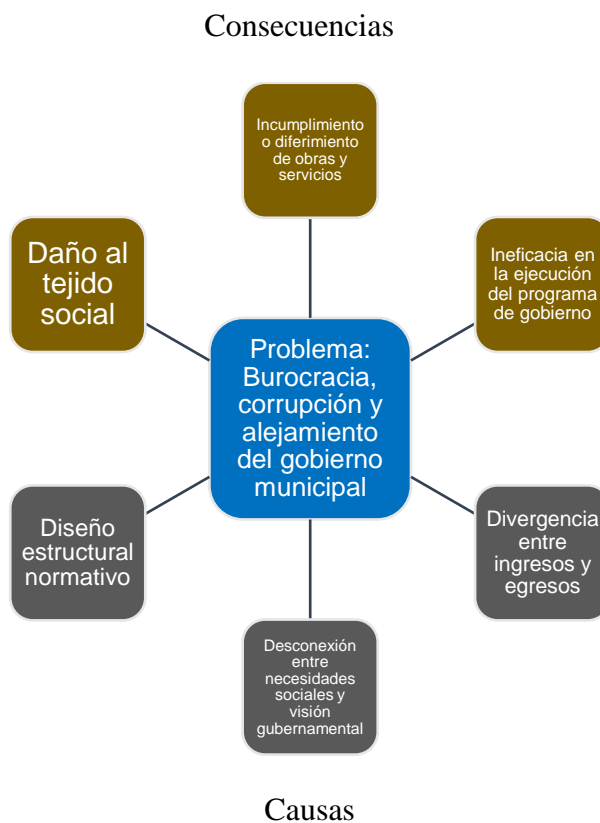 Consecuencias
Incumplimiento
o diferimiento
de obras y
servicios
Daño al
tejido
social
Ineficacia en
la ejecución
del programa
de gobierno
Problema:
Burocracia,
corrupción y
alejamiento
del gobierno
municipal
Diseño
estructural
normativo
Divergencia
entre
ingresos y
egresos
Desconexión
entre
necesidades
sociales y
visión
gubernamental
Causas